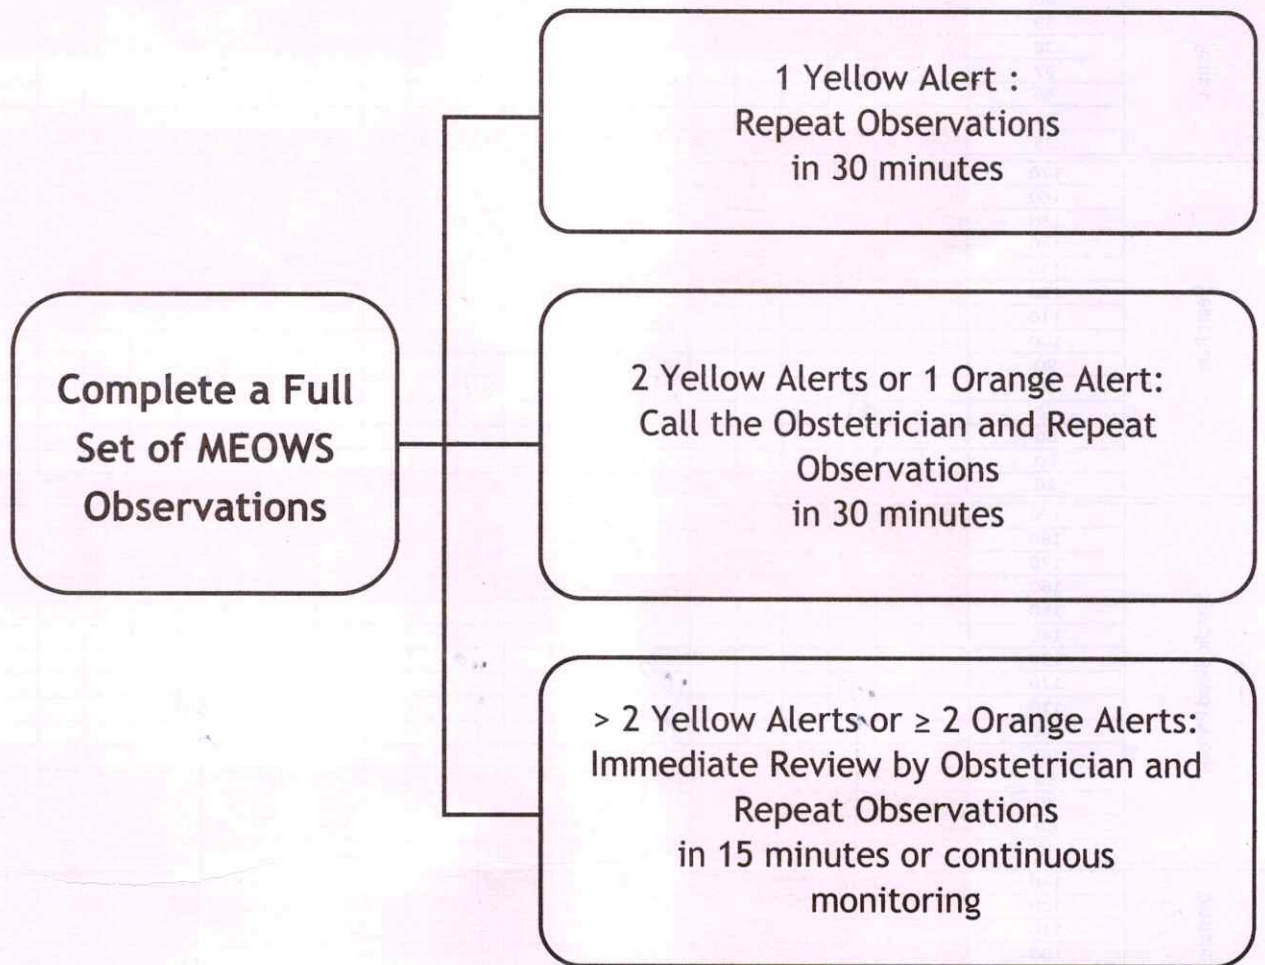 Complete a Full
Set of MEOWS
Observations
1 Yellow Alert :
Repeat Observations
in 30 minutes
2 Yellow Alerts or 1 Orange Alert:
Call the Obstetrician and Repeat
Observations
in 30 minutes
> 2 Yellow Alerts or ≥ 2 Orange Alerts:
Immediate Review by Obstetrician and
Repeat Observations
in 15 minutes or continuous
monitoring